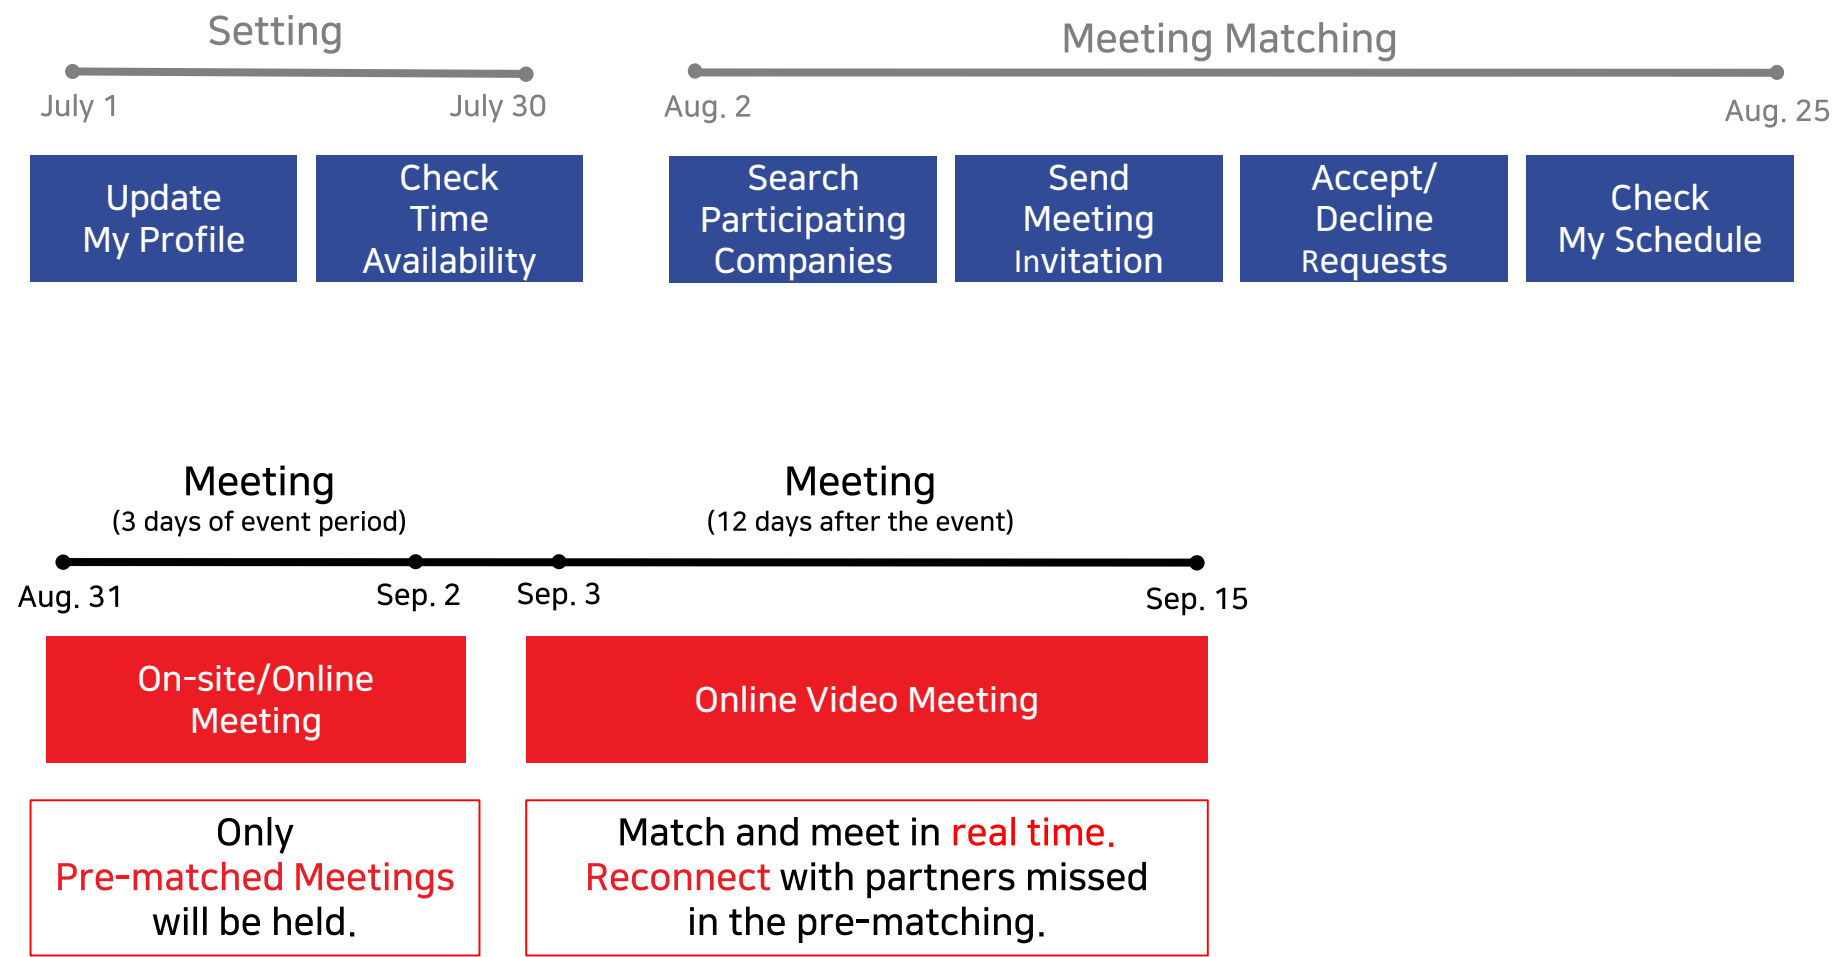 Setting
Meeting Matching
July 1
July 30
Aug. 2
Aug. 25
Update
My Profile
Check
Time
Availability
Search
Participating
Companies
Send
Meeting
Invitation
Accept/
Decline
Requests
Check
My Schedule
Meeting
(3 days of event period)
Meeting
(12 days after the event)
Aug. 31
Sep. 2
Sep. 3
Sep. 15
On-site/Online
Meeting
Online Video Meeting
Only
Pre-matched Meetings
will be held.
Match and meet in real time.
Reconnect with partners missed
in the pre-matching.